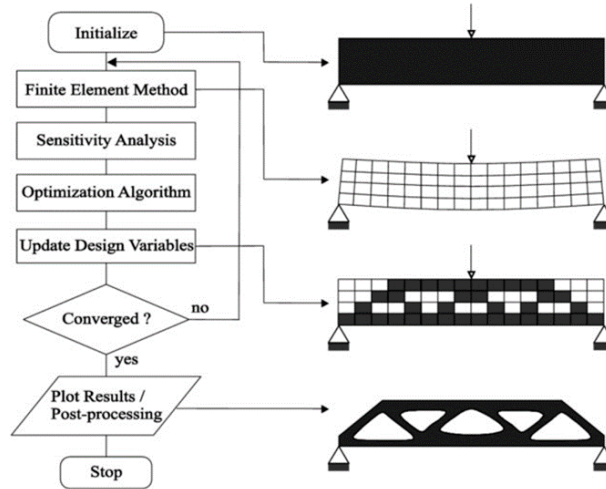 Initialize
Finite Element Method
Sensitivity Analysis
Optimization Algorithm
Update Design Variables
Converged ?
no
yes
Plot Results /
Post-processing
Stop